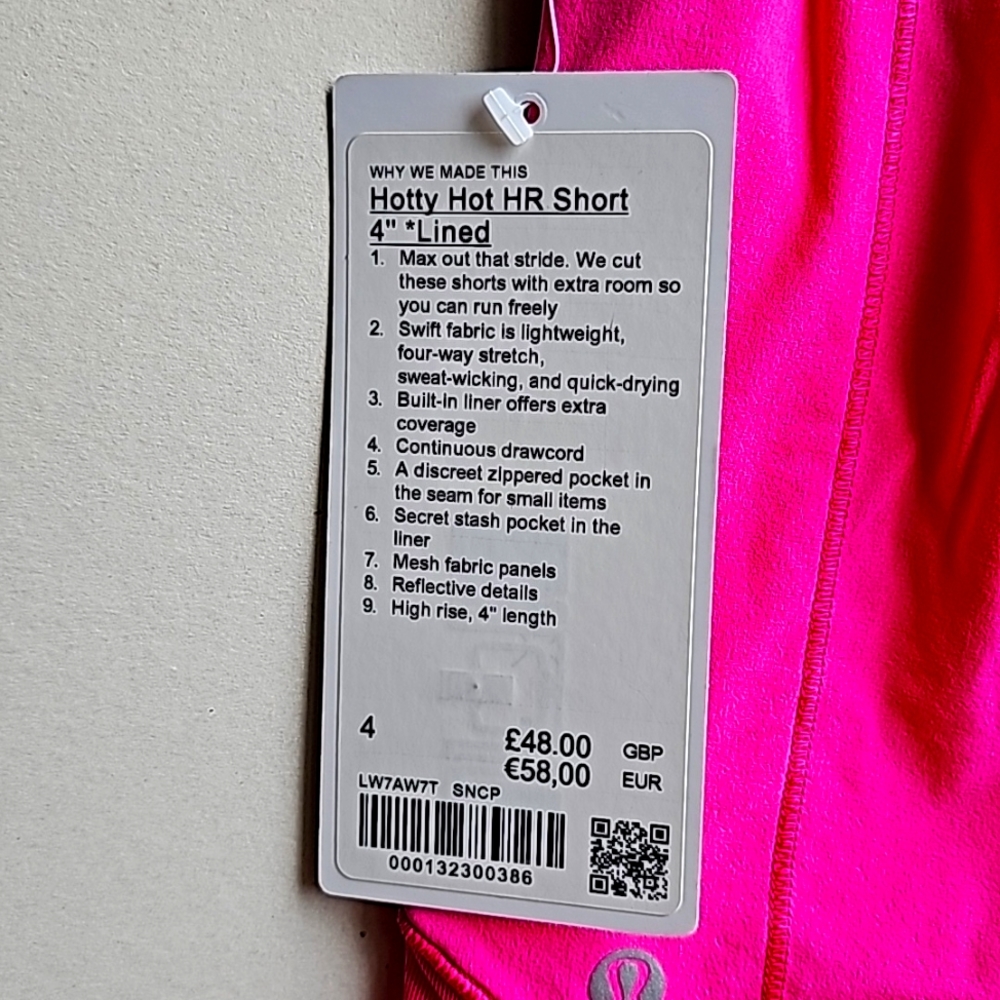 WHY WE MADE THIS
Hotty Hot HR Short
4" *Lined
1. Max out that stride. We cut
these shorts with extra room so
you can run freely
2. Swift fabric is lightweight,
four-way stretch,
sweat-wicking, and quick-drying
3. Built-in liner offers extra
coverage
4. Continuous drawcord
5. A discreet zippered pocket in
the seam for small items
6. Secret stash pocket in the
liner
7. Mesh fabric panels
8. Reflective details
9. High rise, 4" length
4
£48.00 GBP
€58,00 EUR
LW7AW7T SNCP
000132300386